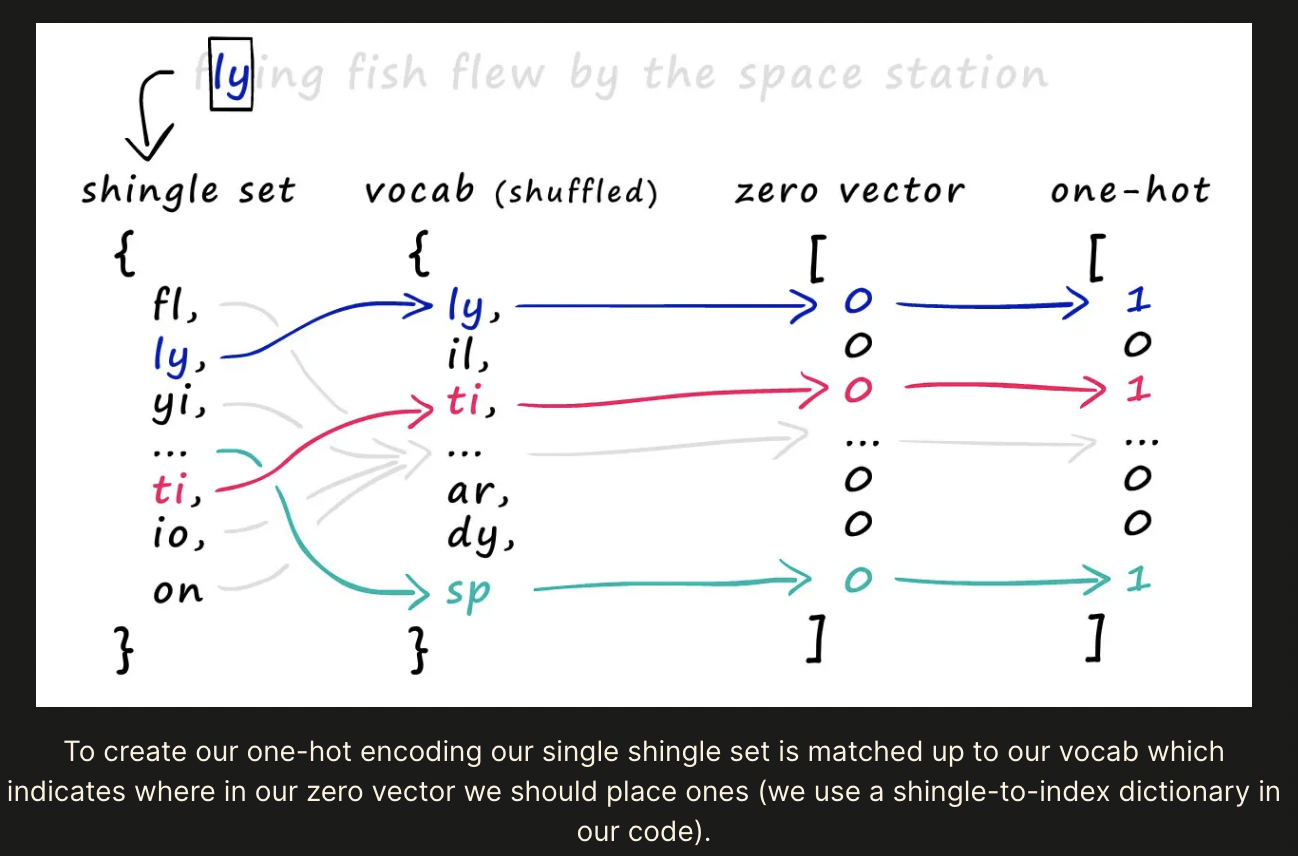 flying fish flew by the space station
shingle set vocab (shuffled) zero vector one-hot
{ { [ [
fl, ly, 0 1
ly, il, 0 0
yi, ti, 0 1
... ... ... ...
ti, ar, 0 0
io, dy, 0 0
on sp 0 1
} } ] ]
To create our one-hot encoding our single shingle set is matched up to our vocab which
indicates where in our zero vector we should place ones (we use a shingle-to-index dictionary in
our code).